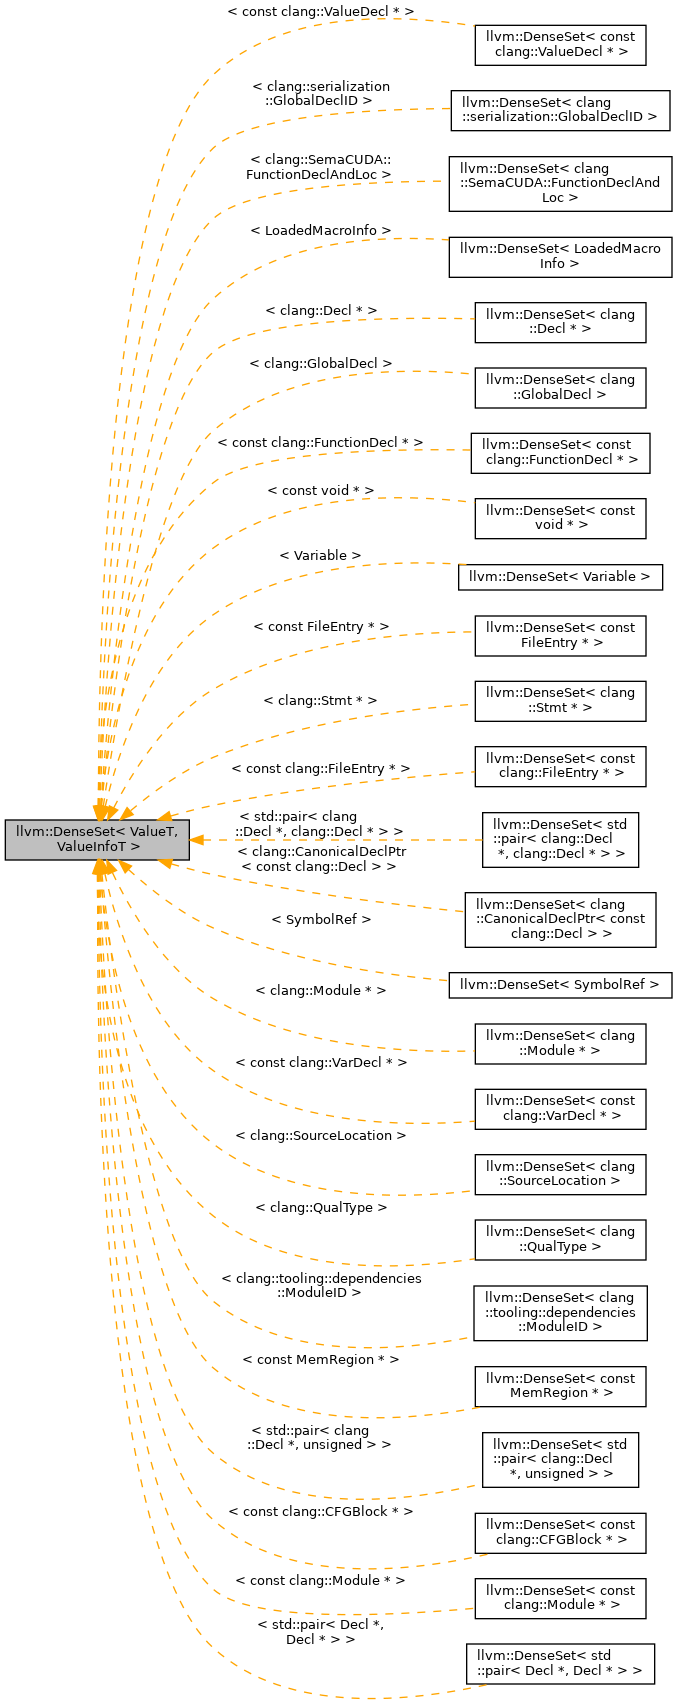 < const clang::ValueDecl * >
llvm::DenseSet< const
clang::ValueDecl * >
< clang::serialization
::GlobalDeclID >
llvm::DenseSet< clang
::serialization::GlobalDeclID >
< clang::SemaCUDA::
FunctionDeclAndLoc >
llvm::DenseSet< clang
::SemaCUDA::FunctionDeclAnd
Loc >
< LoadedMacroInfo >
llvm::DenseSet< LoadedMacro
Info >
< clang::Decl * >
llvm::DenseSet< clang
::Decl * >
< clang::GlobalDecl >
llvm::DenseSet< clang
::GlobalDecl >
< const clang::FunctionDecl * >
llvm::DenseSet< const
clang::FunctionDecl * >
< const void * >
llvm::DenseSet< const
void * >
< Variable >
llvm::DenseSet< Variable >
< const FileEntry * >
llvm::DenseSet< const
FileEntry * >
< clang::Stmt * >
llvm::DenseSet< clang
::Stmt * >
< const clang::FileEntry * >
llvm::DenseSet< const
clang::FileEntry * >
llvm::DenseSet< ValueT,
ValueInfoT >
< std::pair< clang
::Decl *, clang::Decl * > >
llvm::DenseSet< std
::pair< clang::Decl
*, clang::Decl * > >
< clang::CanonicalDeclPtr
< const clang::Decl > >
llvm::DenseSet< clang
::CanonicalDeclPtr< const
clang::Decl > >
< SymbolRef >
llvm::DenseSet< SymbolRef >
< clang::Module * >
llvm::DenseSet< clang
::Module * >
< const clang::VarDecl * >
llvm::DenseSet< const
clang::VarDecl * >
< clang::SourceLocation >
llvm::DenseSet< clang
::SourceLocation >
< clang::QualType >
llvm::DenseSet< clang
::QualType >
< clang::tooling::dependencies
::ModuleID >
llvm::DenseSet< clang
::tooling::dependencies
::ModuleID >
< const MemRegion * >
llvm::DenseSet< const
MemRegion * >
< std::pair< clang
::Decl *, unsigned > >
llvm::DenseSet< std
::pair< clang::Decl
*, unsigned > >
< const clang::CFGBlock * >
llvm::DenseSet< const
clang::CFGBlock * >
< const clang::Module * >
llvm::DenseSet< const
clang::Module * >
< std::pair< Decl *,
Decl * > >
llvm::DenseSet< std
::pair< Decl *, Decl * > >